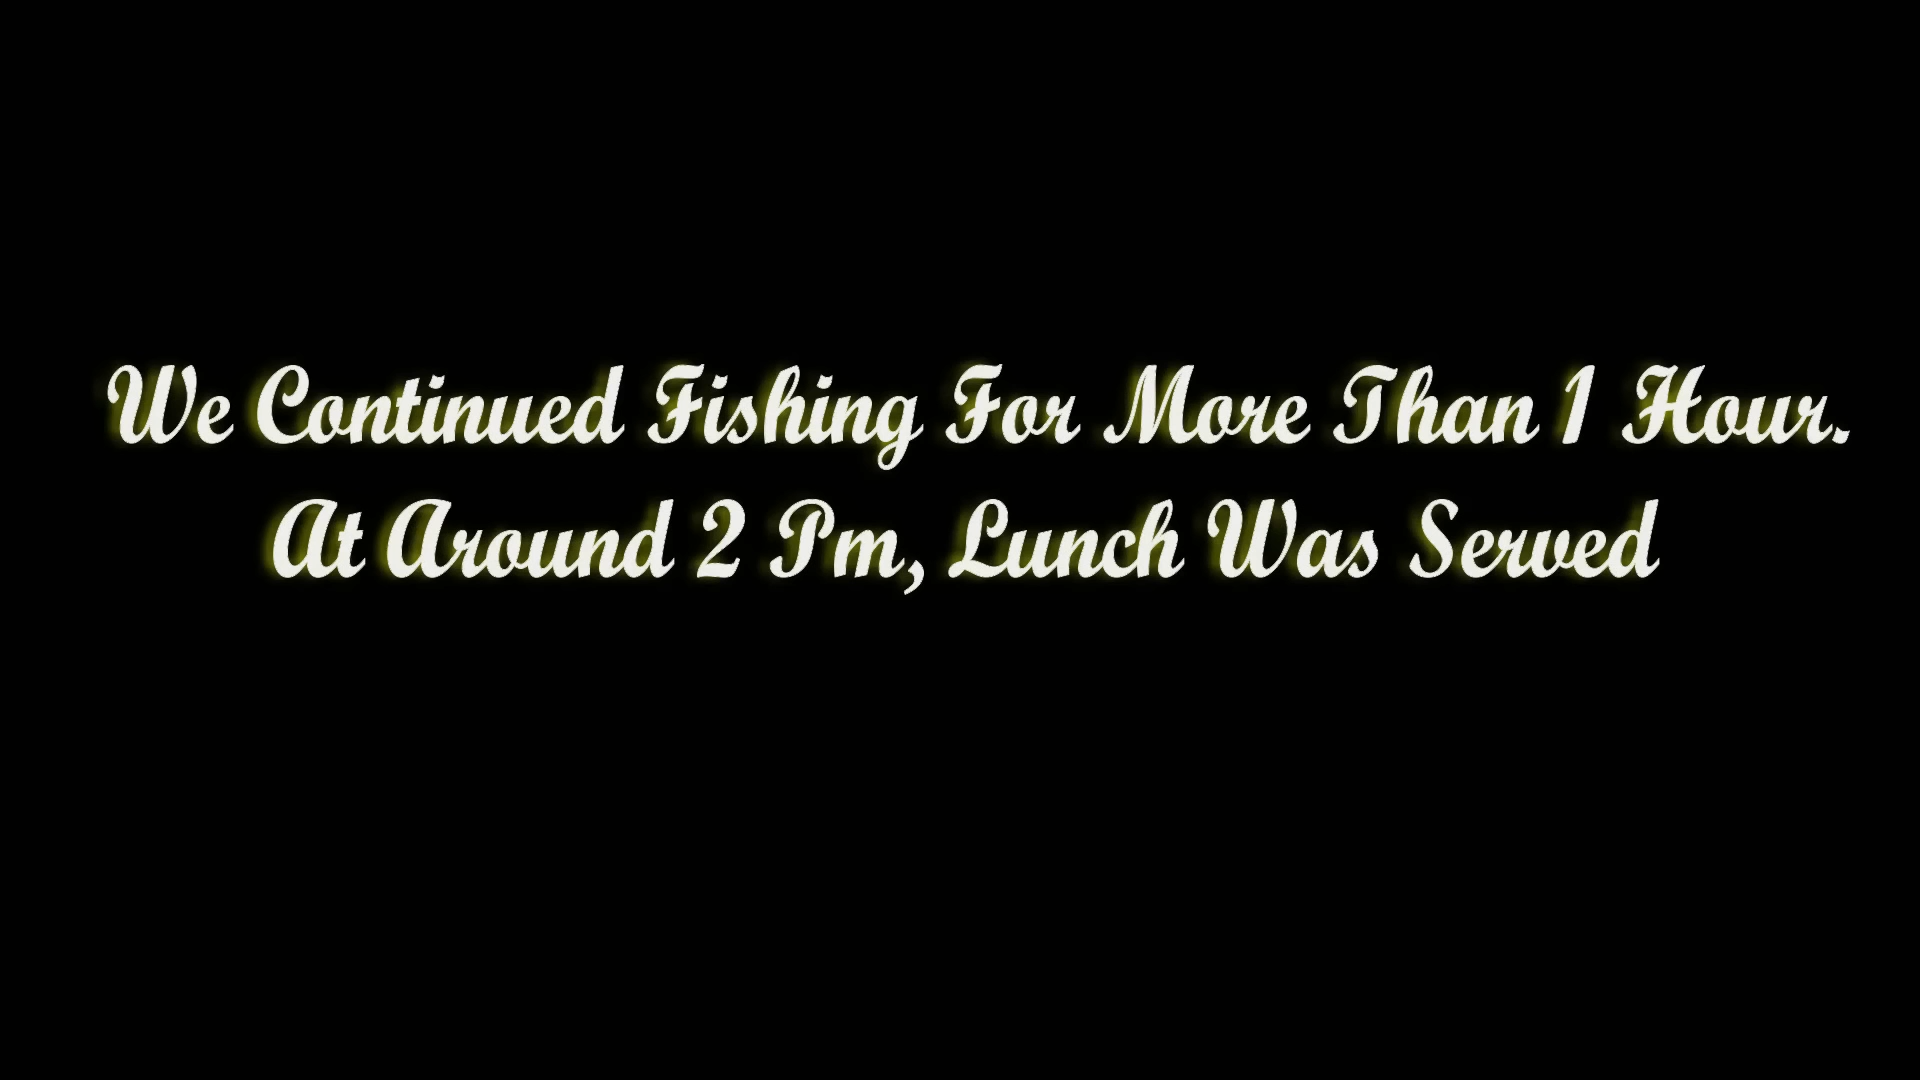 We Continued Fishing For More Than 1 Hour.
At Around 2 Pm, Lunch Was Served